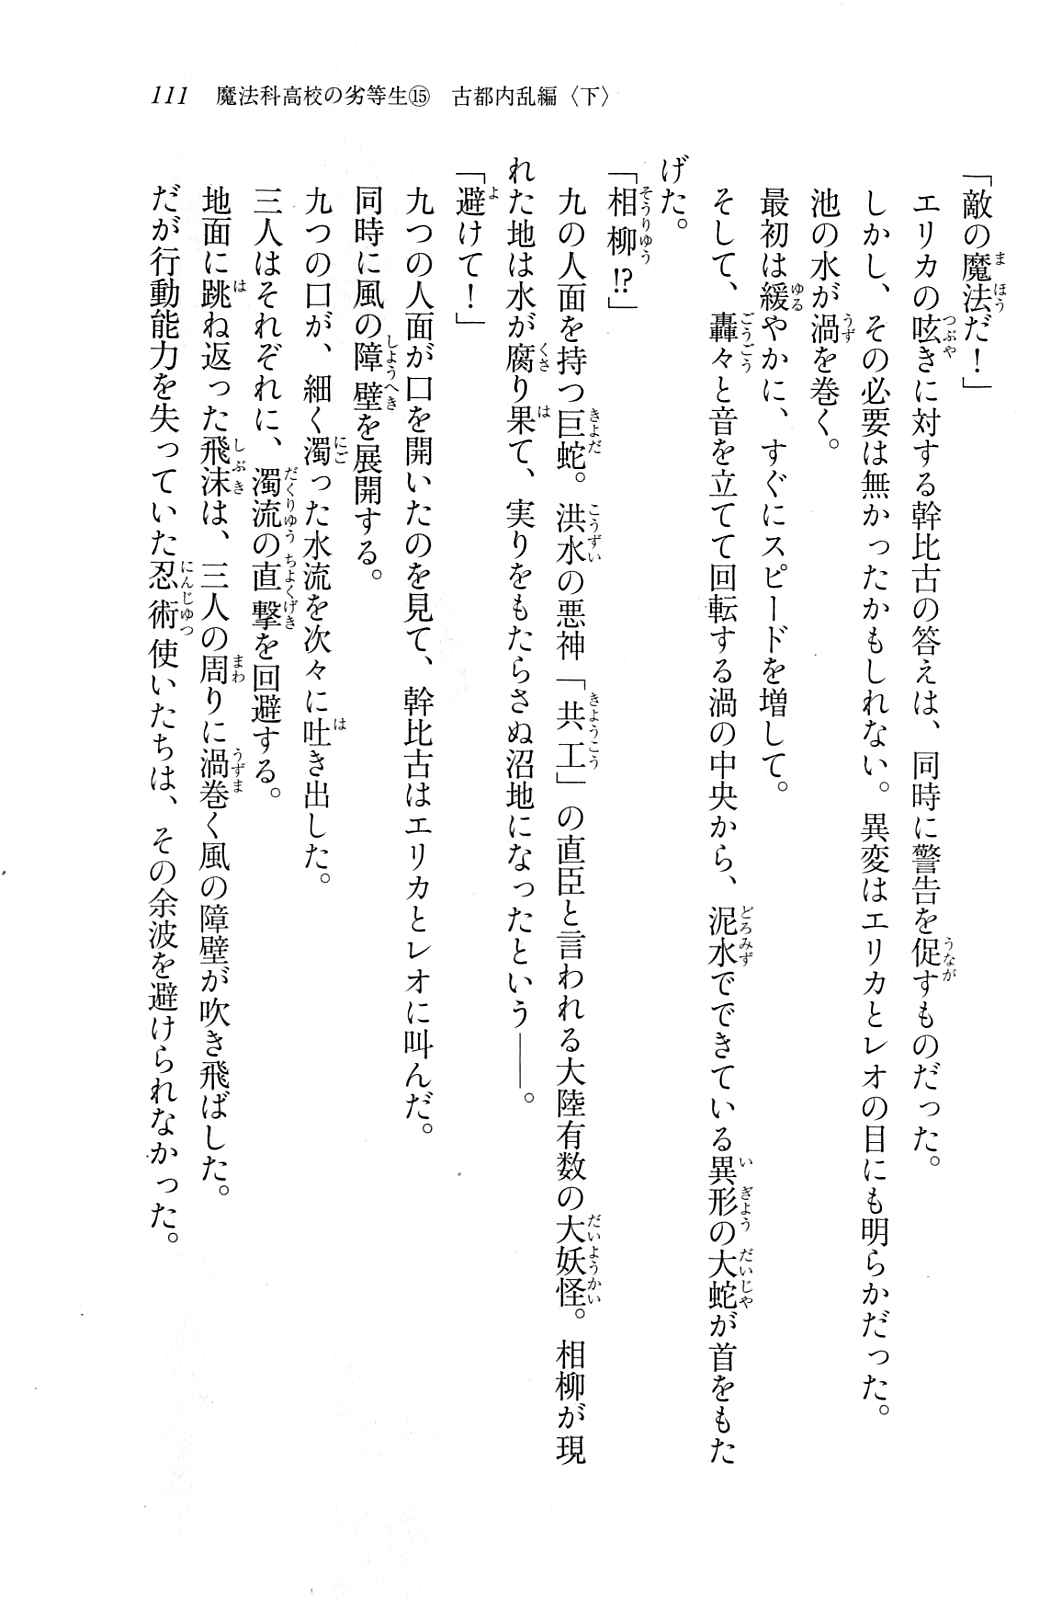 111　魔法科高校の劣等生⑮　古都内乱編〈下〉
「敵の魔法だ！」
エリカの呟きに対する幹比古の答えは、同時に警告を促すものだった。
しかし、その必要は無かったかもしれない。異変はエリカとレオの目にも明らかだった。
池の水が渦を巻く。
最初は緩やかに、すぐにスピードを増して。
そして、轟々と音を立てて回転する渦の中央から、泥水でできている異形の大蛇が首をもた
げた。
「相柳!?」
九の人面を持つ巨蛇。洪水の悪神「共工」の直臣と言われる大陸有数の大妖怪。相柳が現
れた地は水が腐り果て、実りをもたらさぬ沼地になったという――。
「避けて！」
九つの人面が口を開いたのを見て、幹比古はエリカとレオに叫んだ。
同時に風の障壁を展開する。
九つの口が、細く濁った水流を次々に吐き出した。
三人はそれぞれに、濁流の直撃を回避する。
地面に跳ね返った飛沫は、三人の周りに渦巻く風の障壁が吹き飛ばした。
だが行動能力を失っていた忍術使いたちは、その余波を避けられなかった。